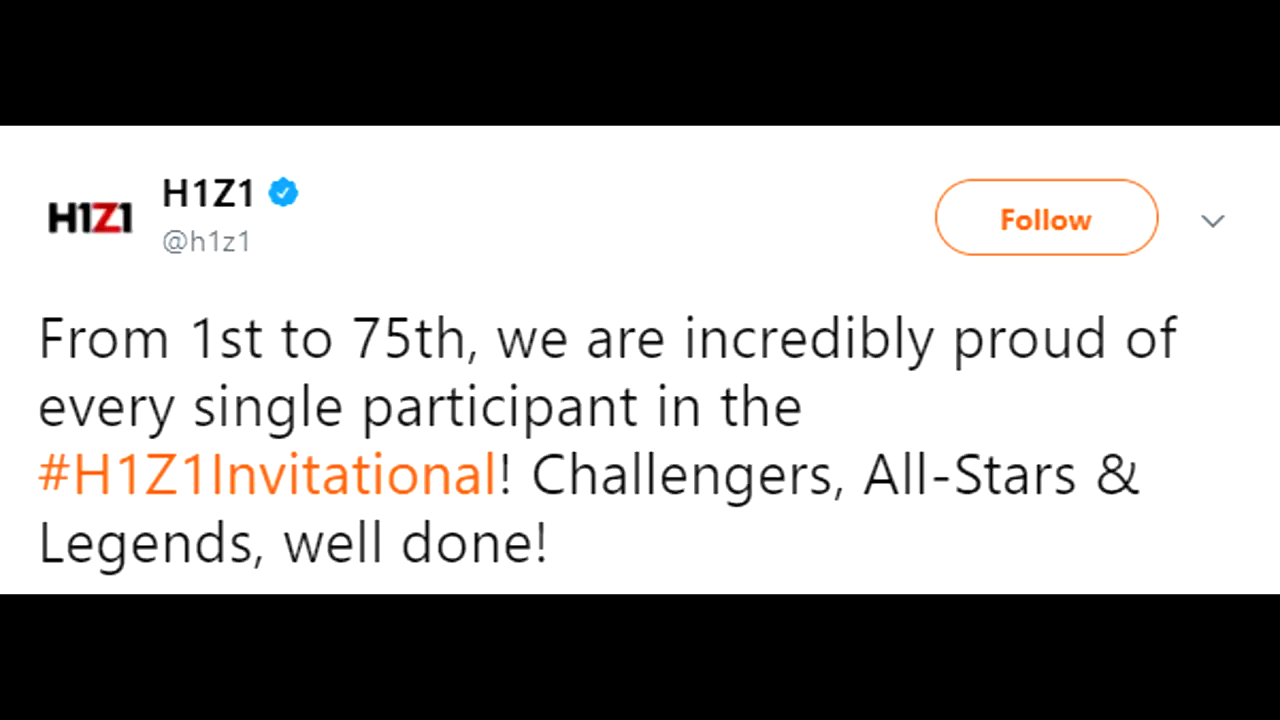 H1Z1
H1Z1
@h1z1
Follow
From 1st to 75th, we are incredibly proud of
every single participant in the
#H1Z1Invitational! Challengers, All-Stars &
Legends, well done!